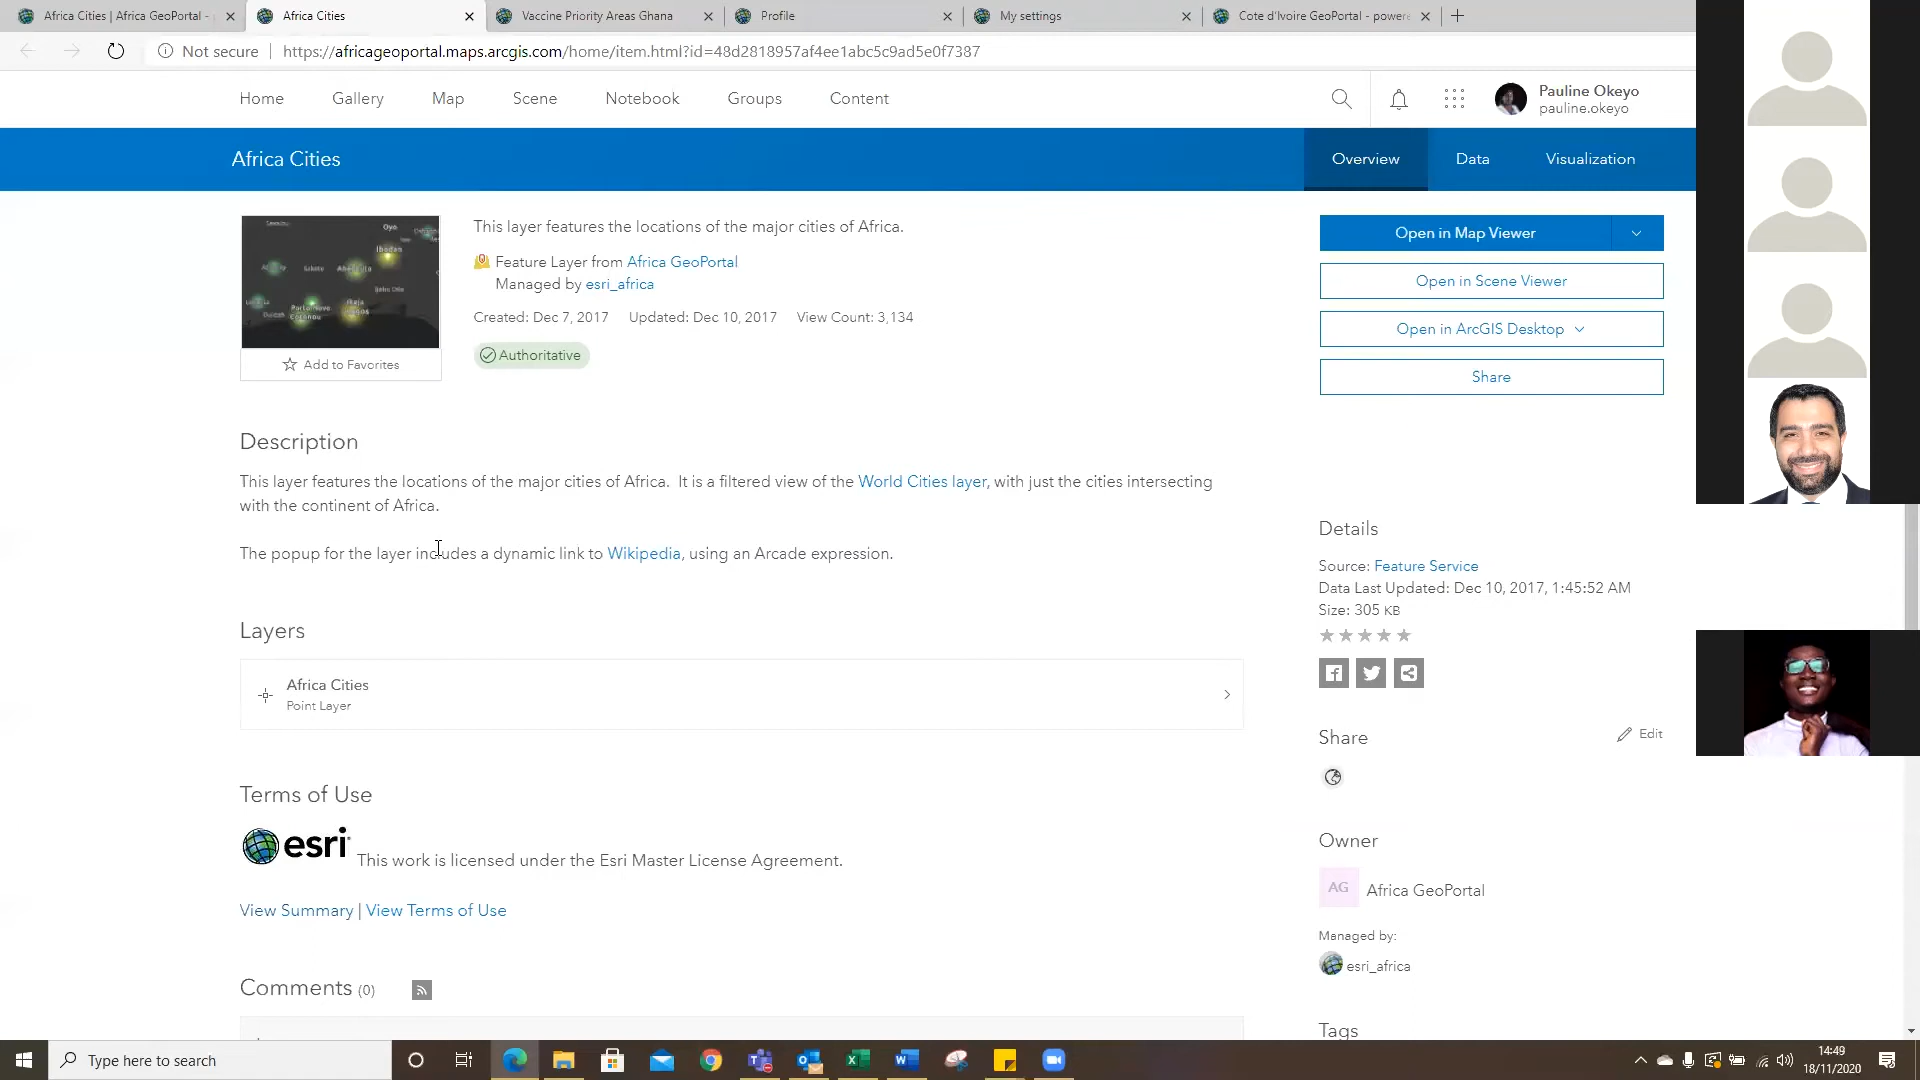 Africa Cities | Africa GeoPortal -
Africa Cities
Vaccine Priority Areas Ghana
Profile
My settings
Cote d'Ivoire GeoPortal - powere
Not secure
https://africageoportal.maps.arcgis.com/home/item.html?id=48d2818957af4ee1abc5c9ad5e0f7387
Home
Gallery
Map
Scene
Notebook
Groups
Content
Pauline Okeyo
pauline.okeyo
Africa Cities
Overview
Data
Visualization
This layer features the locations of the major cities of Africa.
Feature Layer from Africa GeoPortal
Managed by esri_africa
Created: Dec 7, 2017 Updated: Dec 10, 2017 View Count: 3,134
Authoritative
Add to Favorites
Open in Map Viewer
Open in Scene Viewer
Open in ArcGIS Desktop
Share
Description
This layer features the locations of the major cities of Africa. It is a filtered view of the World Cities layer, with just the cities intersecting
with the continent of Africa.
The popup for the layer includes a dynamic link to Wikipedia, using an Arcade expression.
Layers
Africa Cities
Point Layer
Terms of Use
esri
This work is licensed under the Esri Master License Agreement.
View Summary | View Terms of Use
Comments (0)
Details
Source: Feature Service
Data Last Updated: Dec 10, 2017, 1:45:52 AM
Size: 305 KB
Share
Edit
Owner
AG
Africa GeoPortal
Managed by:
esri_africa
Tags
Type here to search
14:49
18/11/2020